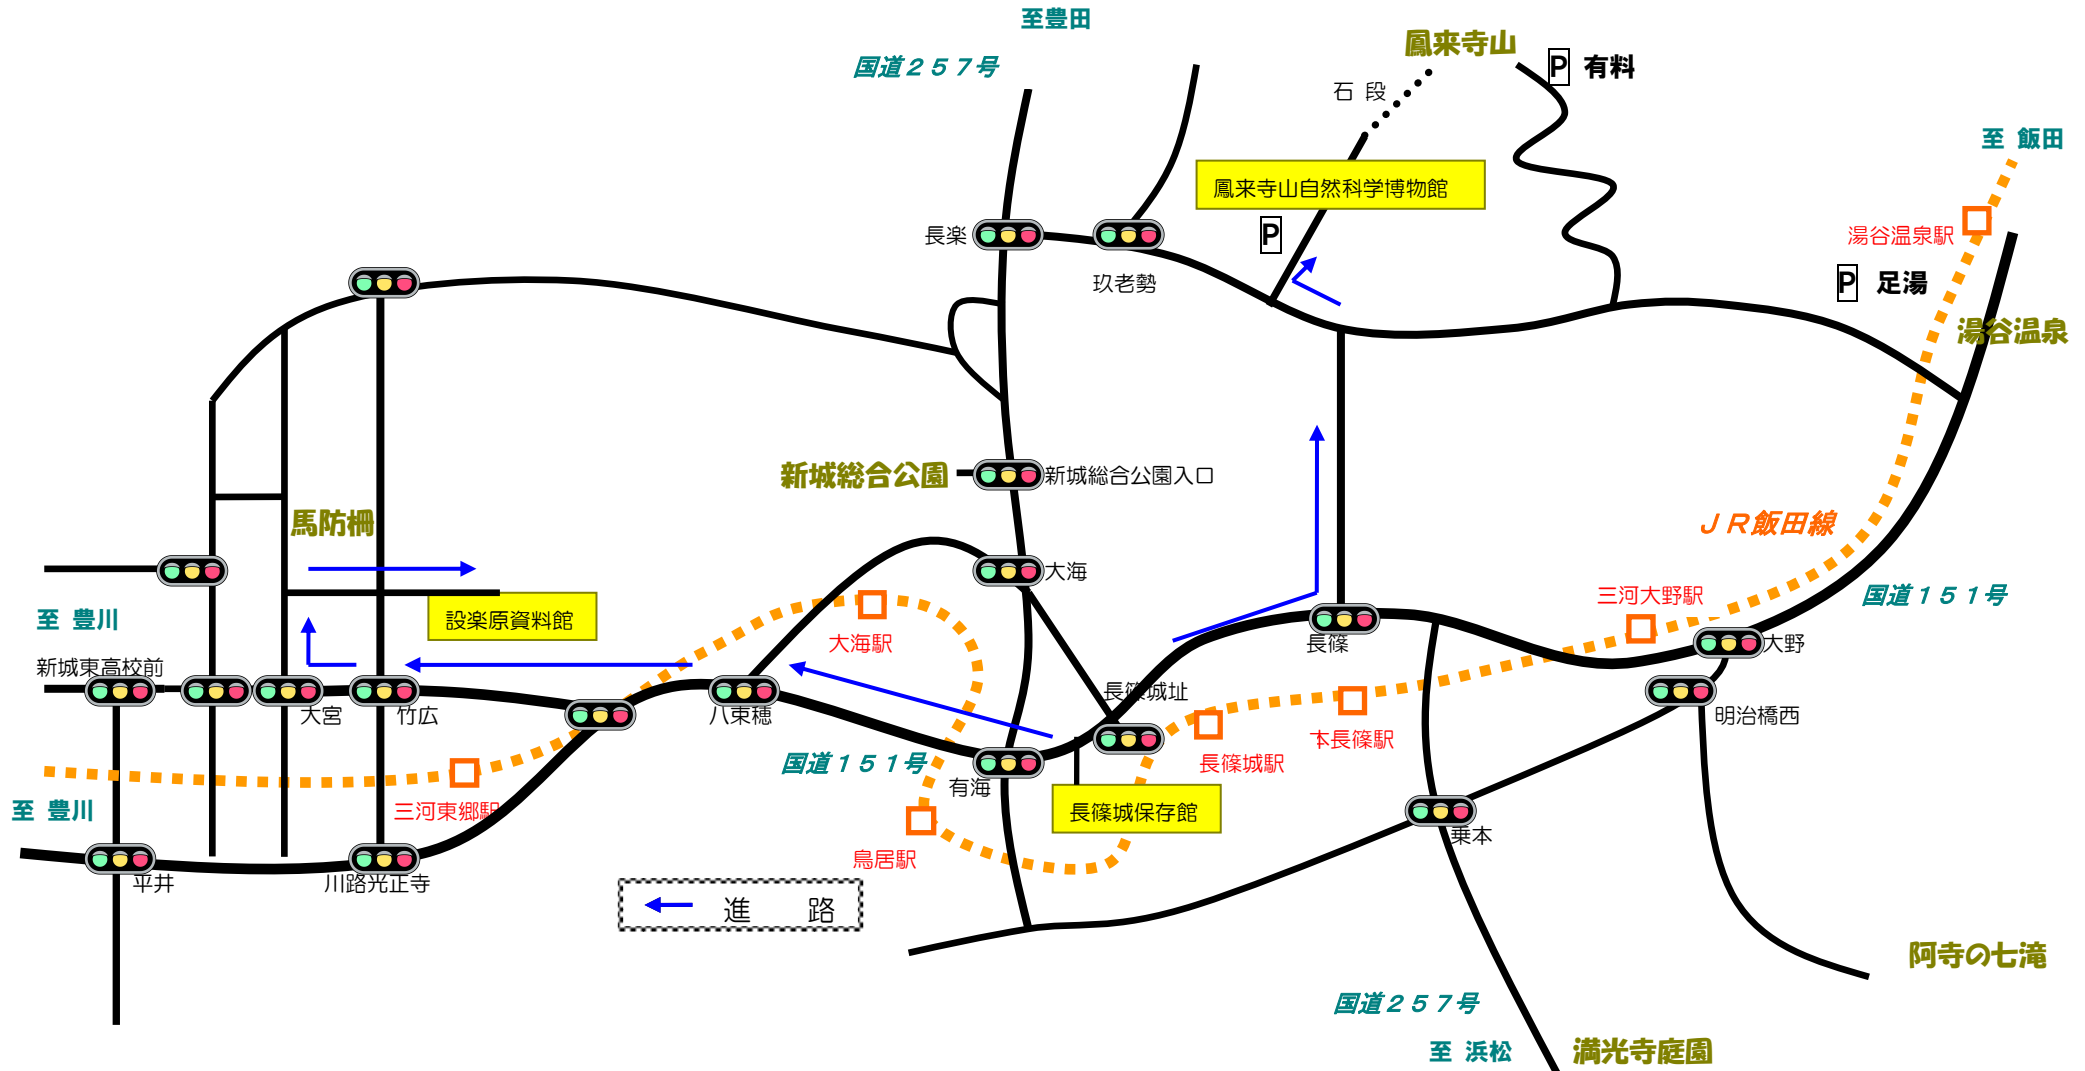 至豊田
鳳来寺山
国道２５７号
P 有料
石 段
至 飯田
鳳来寺山自然科学博物館
長楽
P
湯谷温泉駅
玖老勢
P 足湯
湯谷温泉
新城総合公園
新城総合公園入口
馬防柵
ＪＲ飯田線
大海
三河大野駅
国道１５１号
至 豊川
設楽原資料館
大海駅
長篠
大野
新城東高校前
長篠城址
大宮
竹広
八束穂
明治橋西
本長篠駅
国道１５１号
長篠城駅
有海
至 豊川
三河東郷駅
長篠城保存館
乗本
鳥居駅
平井
川路光正寺
進　路
阿寺の七滝
国道２５７号
至 浜松
満光寺庭園